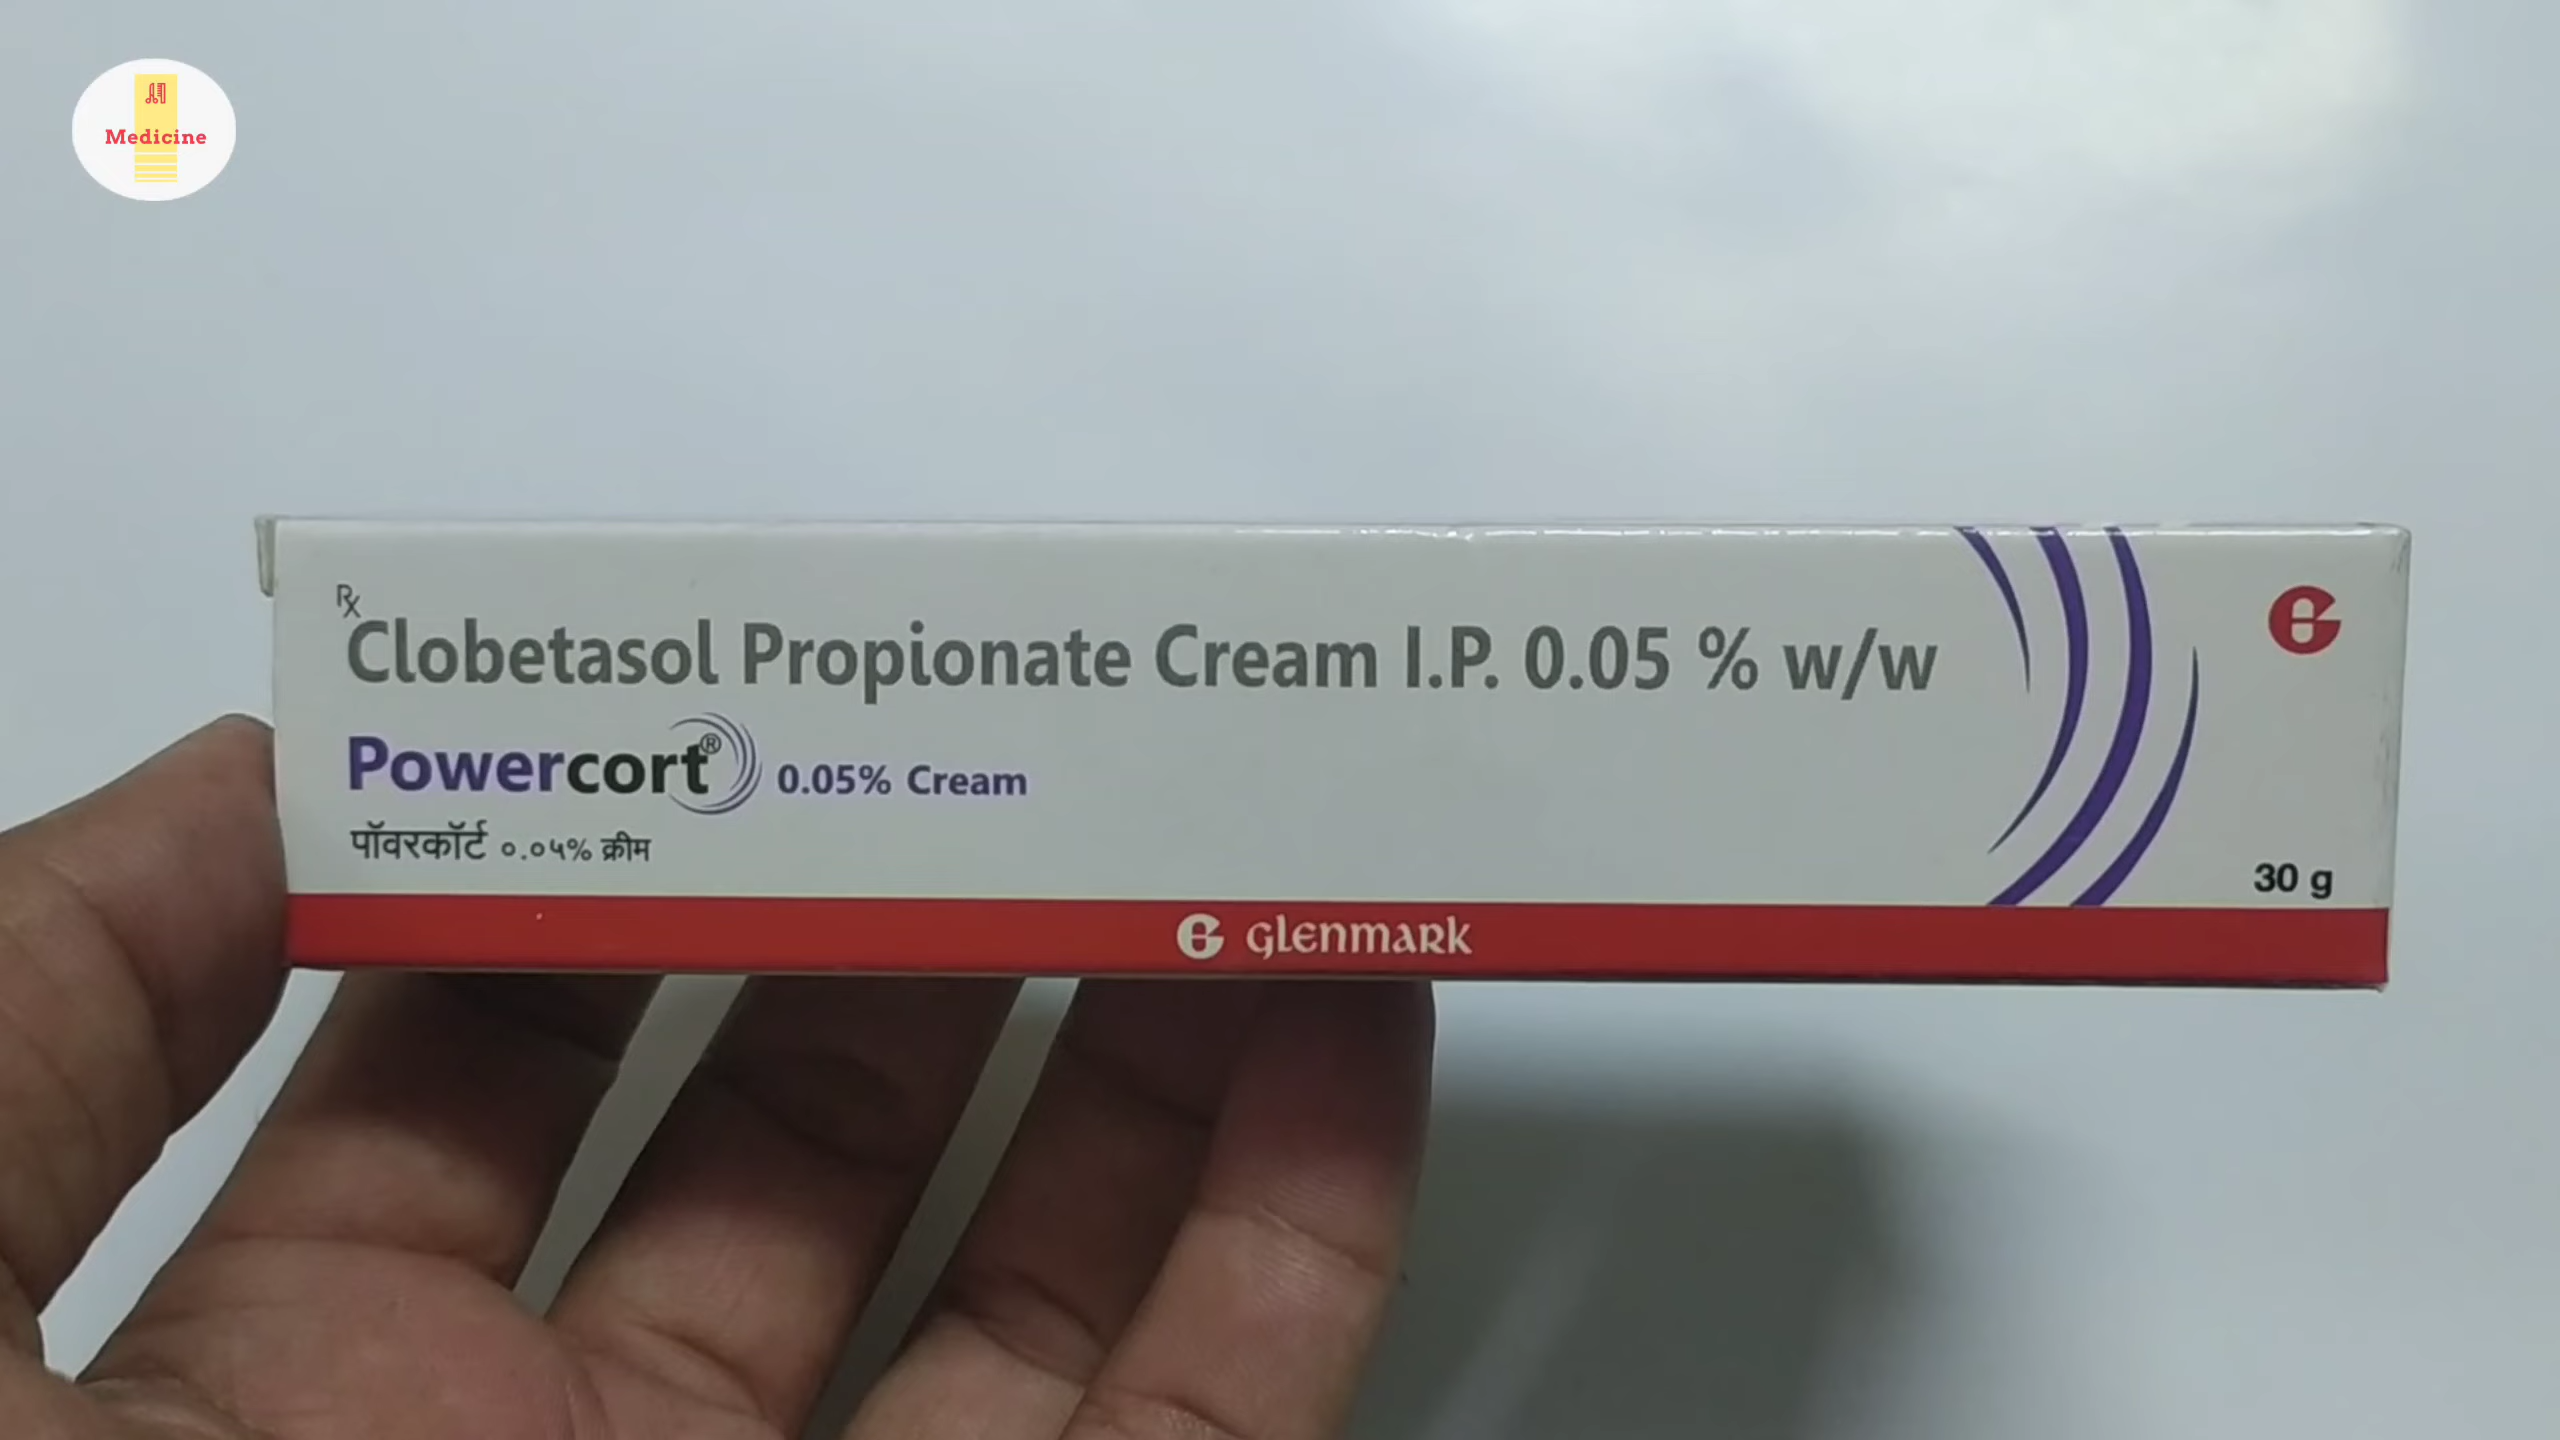 Medicine
Rx
Clobetasol Propionate Cream I.P. 0.05 % w/w
Powercort® 0.05% Cream
पॉवरकॉर्ट ०.०५% क्रीम
30 g
glenmark